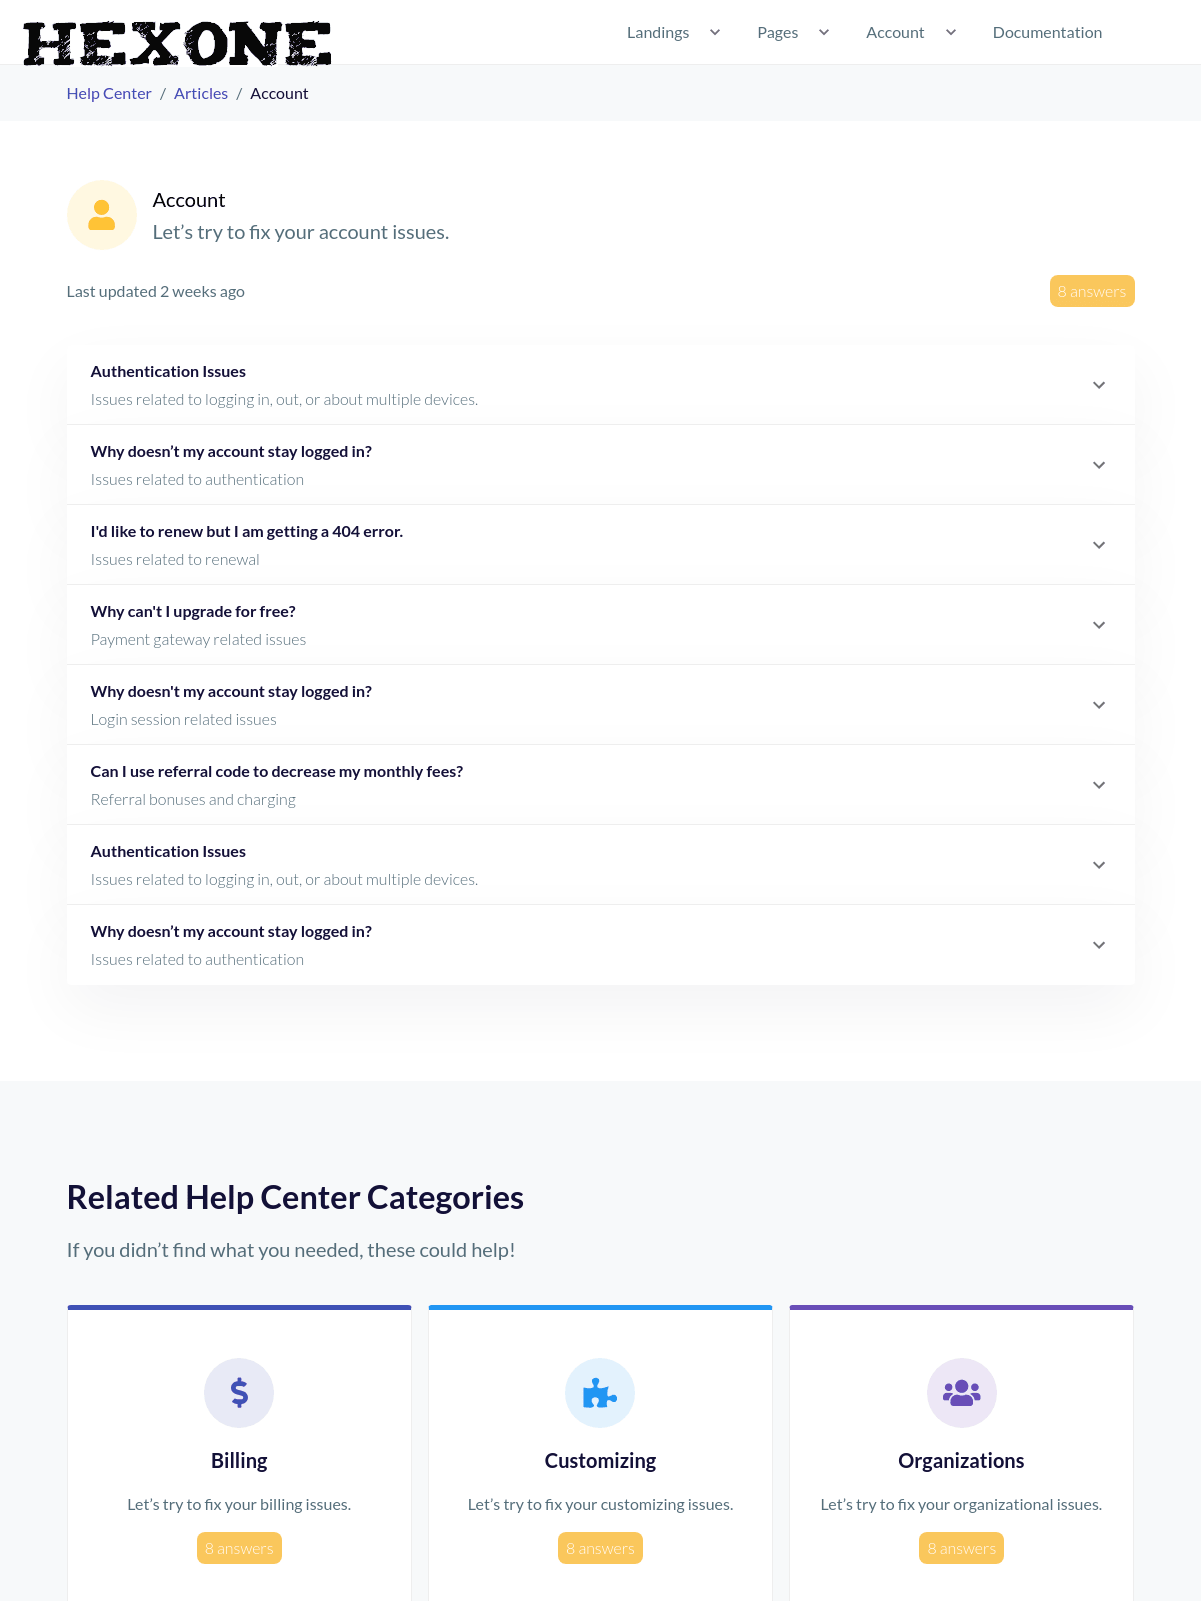 HEXONE
Landings Pages Account Documentation
Help Center / Articles / Account
Account
Let’s try to fix your account issues.
Last updated 2 weeks ago
8 answers
Authentication Issues
Issues related to logging in, out, or about multiple devices.
Why doesn’t my account stay logged in?
Issues related to authentication
I'd like to renew but I am getting a 404 error.
Issues related to renewal
Why can't I upgrade for free?
Payment gateway related issues
Why doesn't my account stay logged in?
Login session related issues
Can I use referral code to decrease my monthly fees?
Referral bonuses and charging
Authentication Issues
Issues related to logging in, out, or about multiple devices.
Why doesn’t my account stay logged in?
Issues related to authentication
Related Help Center Categories
If you didn’t find what you needed, these could help!
Billing
Let’s try to fix your billing issues.
8 answers
Customizing
Let’s try to fix your customizing issues.
8 answers
Organizations
Let’s try to fix your organizational issues.
8 answers